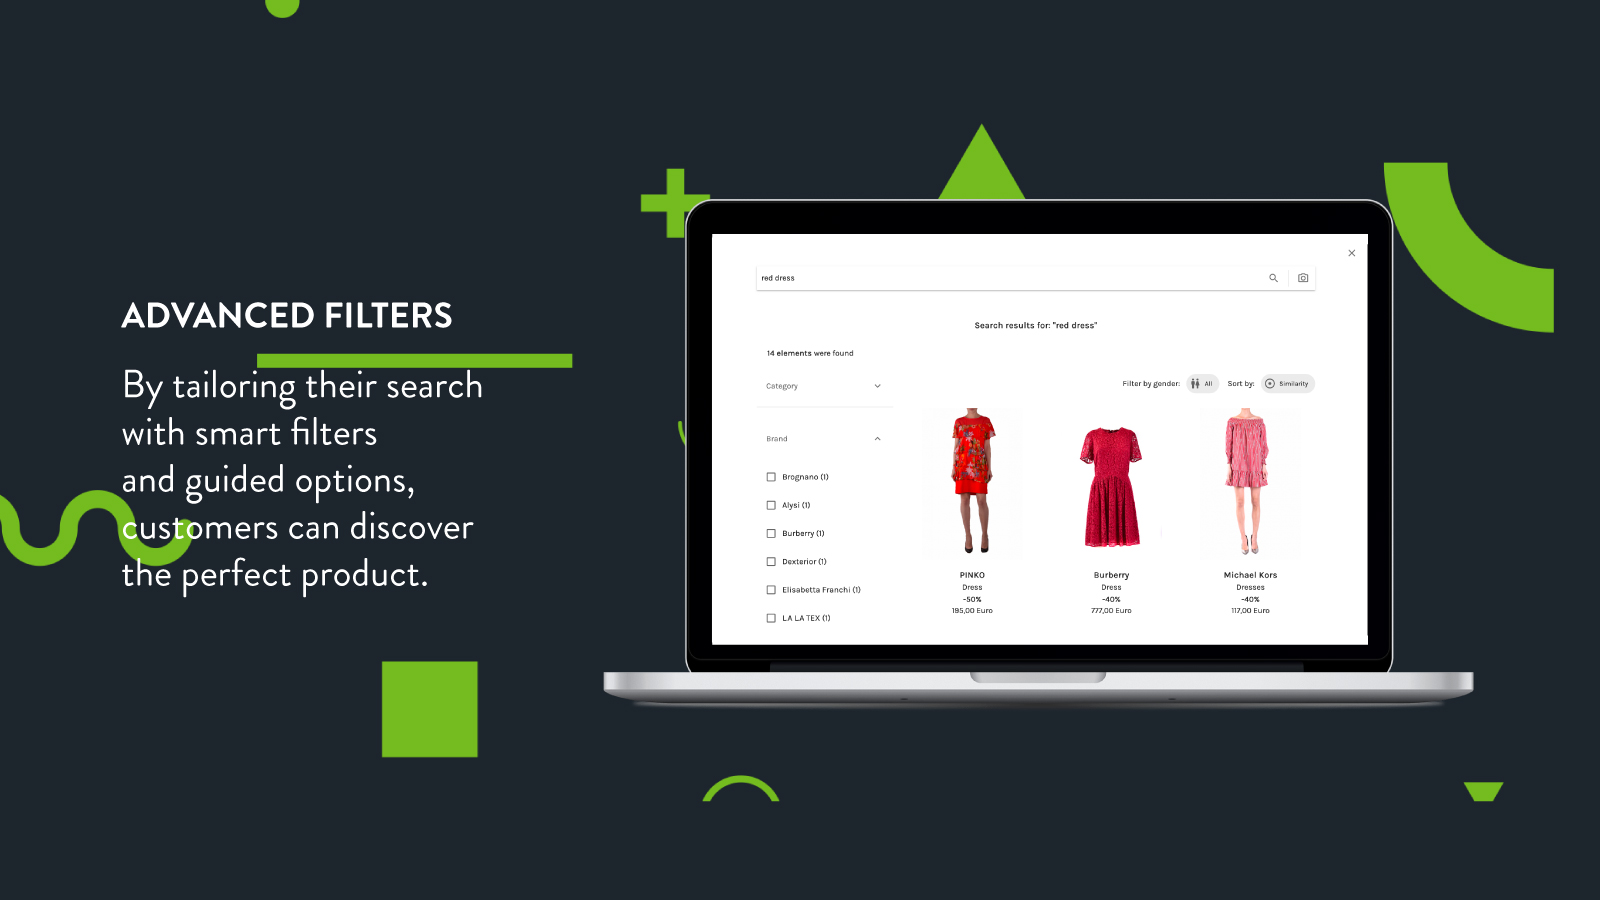 ADVANCED FILTERS
By tailoring their search
with smart filters
and guided options,
customers can discover
the perfect product.
red dress
Search results for: "red dress"
14 elements were found
Category
Filter by gender: All Sort by: Similarity
Brand
Brognano (1)
Alysi (1)
Burberry (1)
Dexterior (1)
Elisabetta Franchi (1)
LA LA TEX (1)
PINKO
Dress
-50%
195,00 Euro
Burberry
Dress
-40%
777,00 Euro
Michael Kors
Dresses
-40%
117,00 Euro